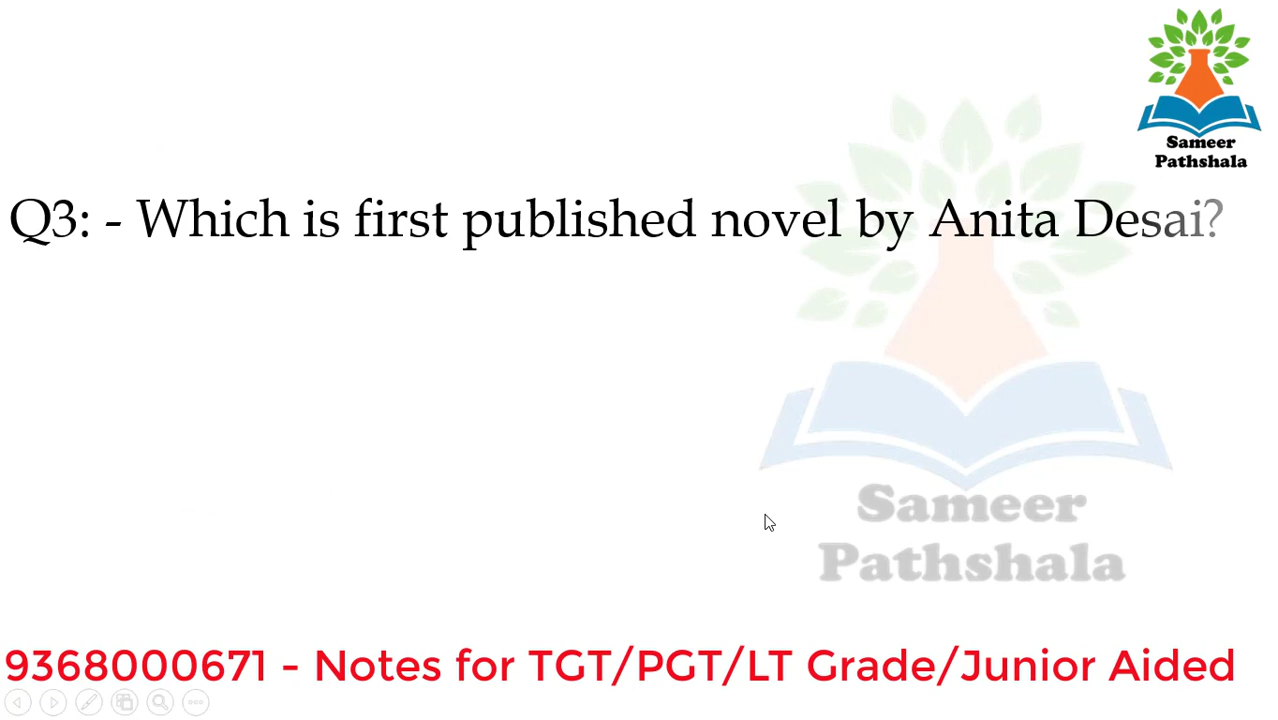 Sameer
Pathshala
Q3: - Which is first published novel by Anita Desai?
Sameer
Pathshala
9368000671 - Notes for TGT/PGT/LT Grade/Junior Aided